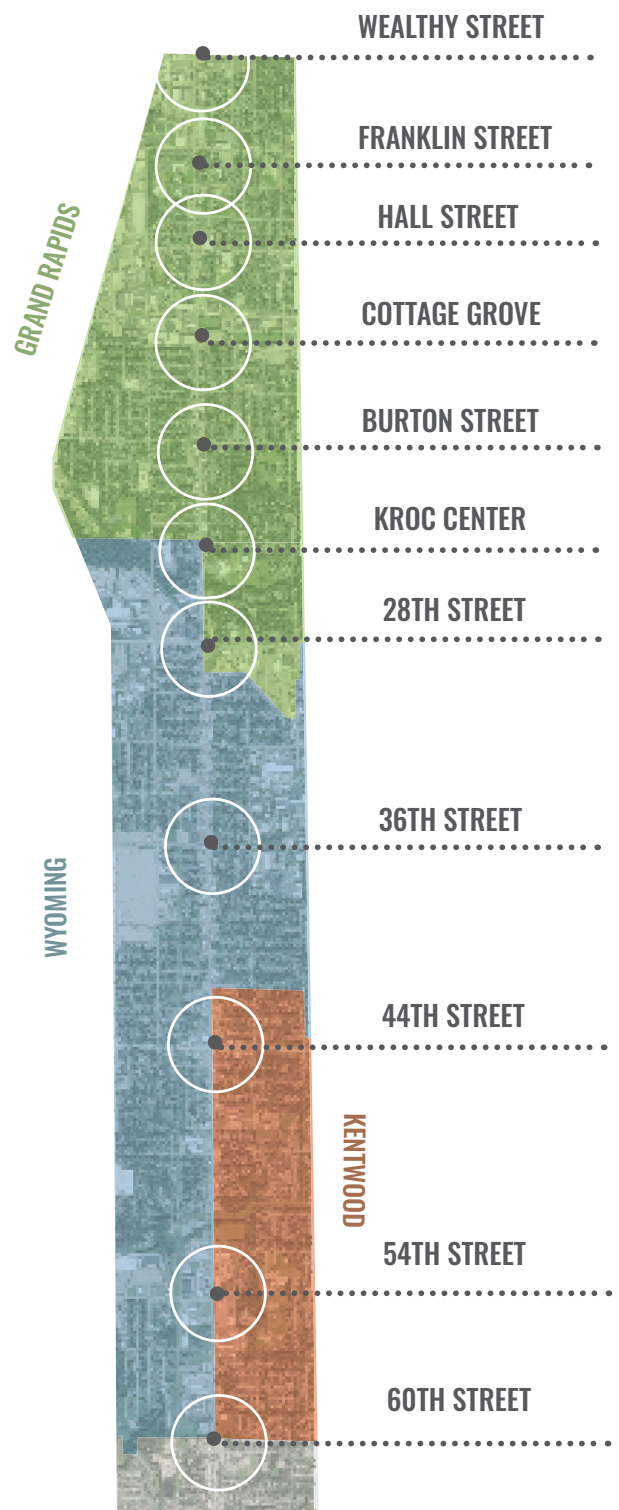 WEALTHY STREET
FRANKLIN STREET
HALL STREET
GRAND RAPIDS
COTTAGE GROVE
BURTON STREET
KROC CENTER
28TH STREET
36TH STREET
WYOMING
44TH STREET
KENTWOOD
54TH STREET
60TH STREET